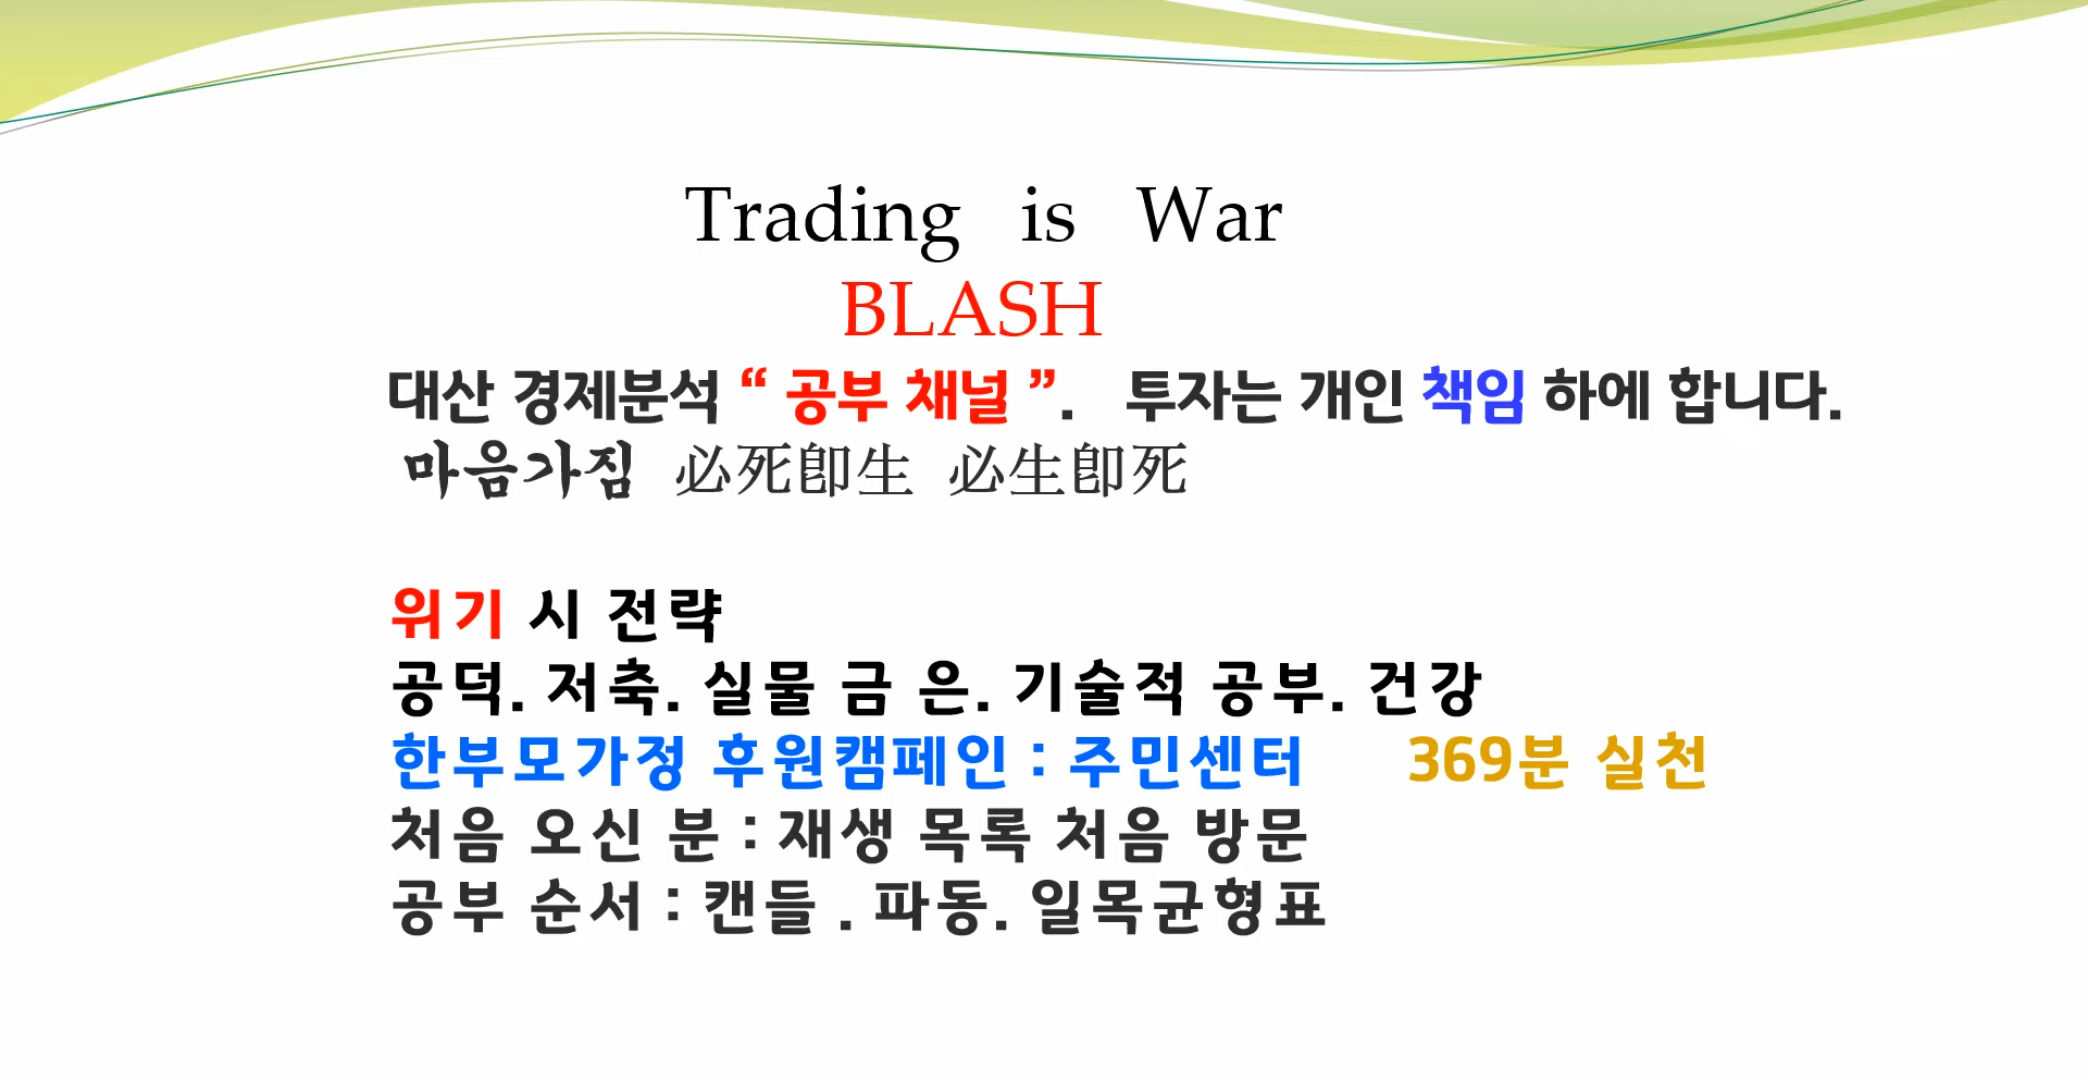 Trading is War
BLASH
대산 경제분석 “ 공부 채널 ”. 투자는 개인 책임 하에 합니다.
마음가짐 必死卽生 必生卽死
위기 시 전략
공덕. 저축. 실물 금 은. 기술적 공부. 건강
한부모가정 후원캠페인 : 주민센터 369분 실천
처음 오신 분 : 재생 목록 처음 방문
공부 순서 : 캔들 . 파동. 일목균형표